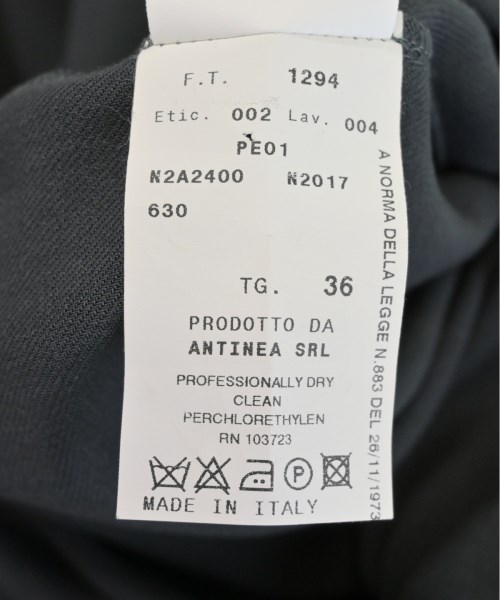 F.T. 1294
Etic. 002 Lav. 004
PE01
N2A2400 N2017
630
TG. 36
PRODOTTO DA
ANTINEA SRL
PROFESSIONALLY DRY
CLEAN
PERCHLORETHYLEN
RN 103723
P
MADE IN ITALY
A NORMA DELLA LEGGE N.883 DEL 26/11/1973